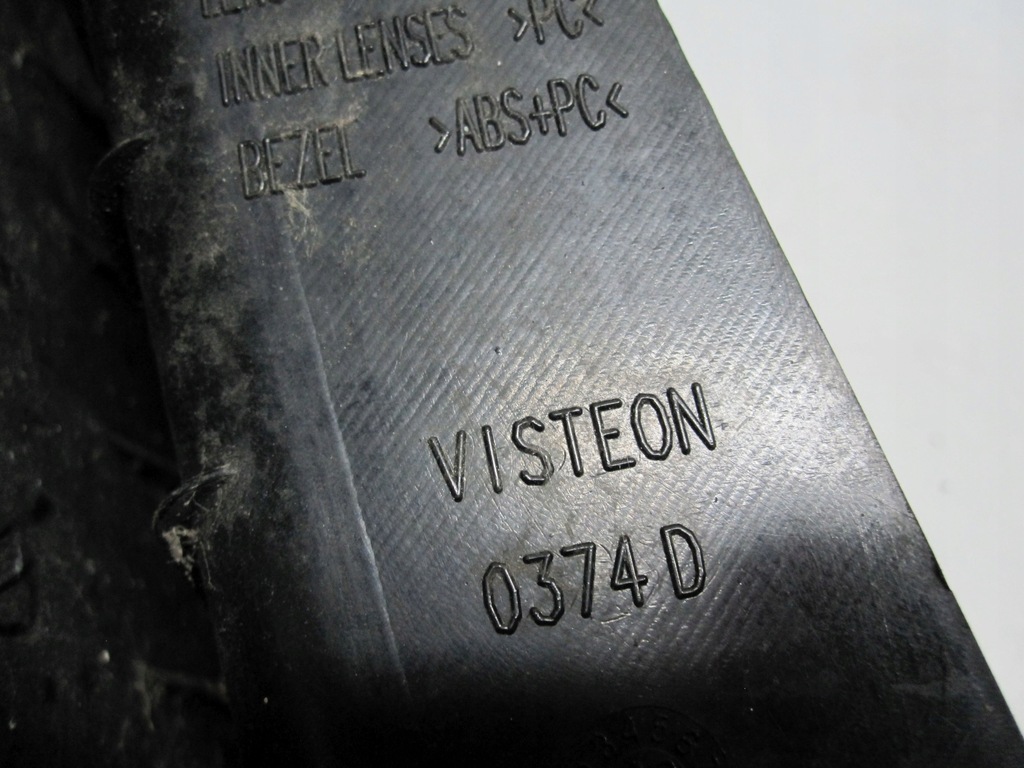 INNER LENSES >PC<
BEZEL >ABS+PC<
VISTEON
0374D